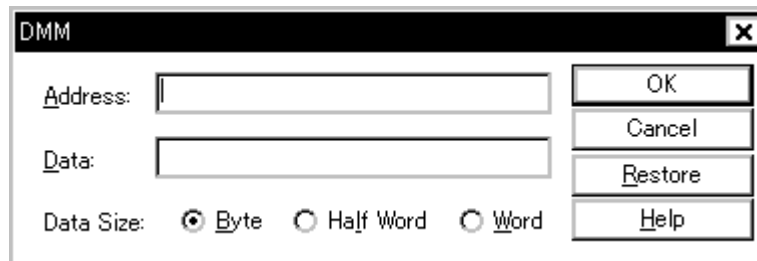 DMM
Address:
OK
Cancel
Data:
Restore
Data Size: Byte Half Word Word
Help